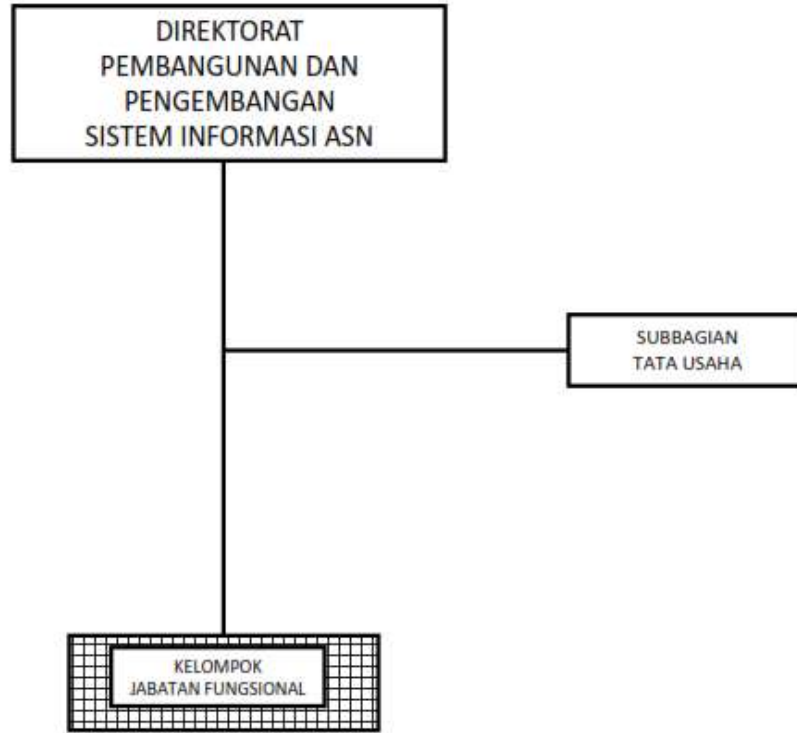 DIREKTORAT
PEMBANGUNAN DAN
PENGEMBANGAN
SISTEM INFORMASI ASN
SUBBAGIAN
TATA USAHA
KELOMPOK
JABATAN FUNGSIONAL